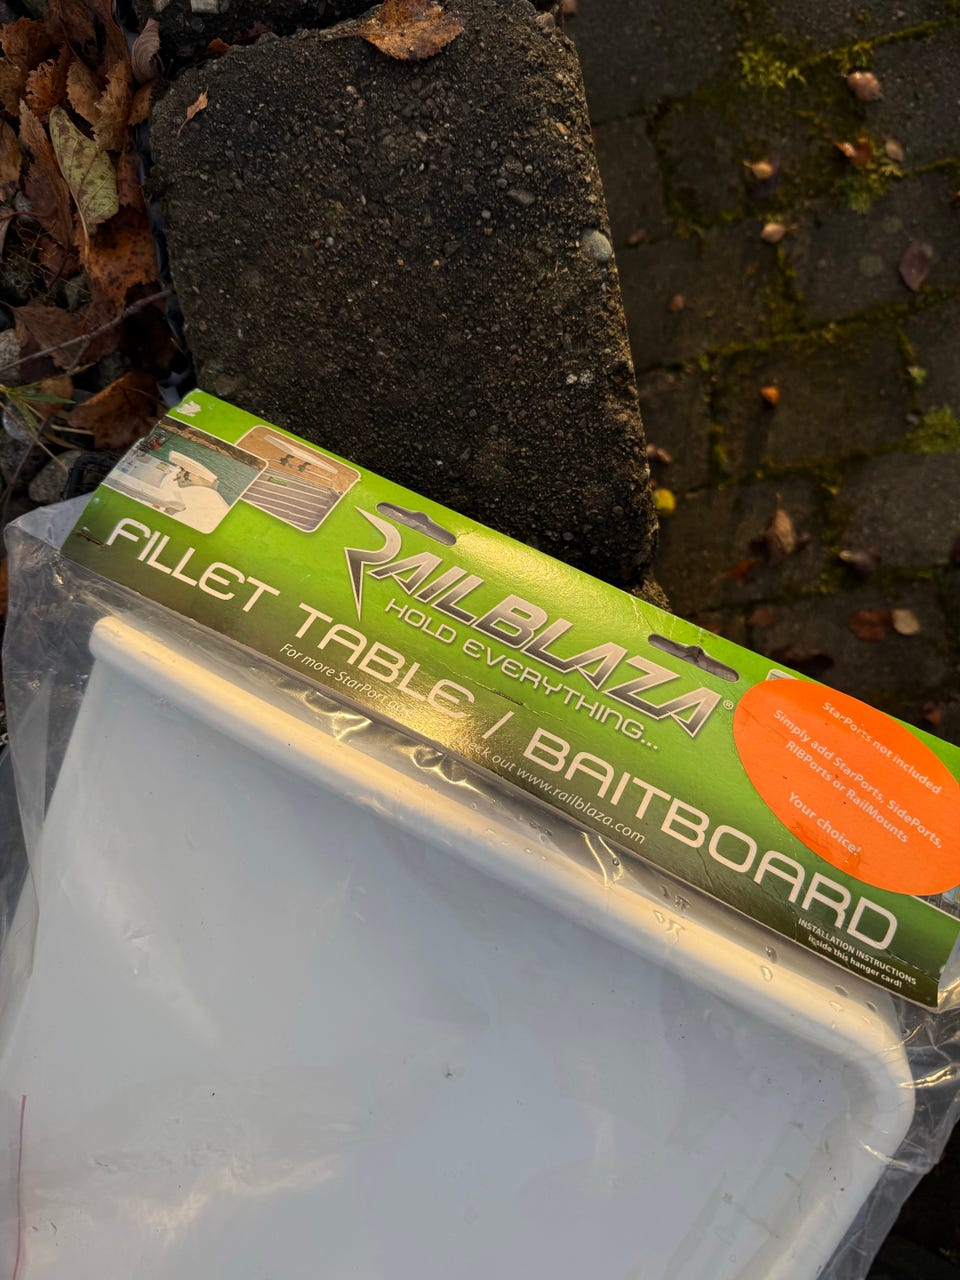 RAILBLAZA®
HOLD EVERYTHING...
FILLET TABLE / BAITBOARD
For more StarPort out www.railblaza.com
StarPorts not included
Simply add StarPorts, SidePorts,
RIBPorts or RailMounts
Your choice!
INSTALLATION INSTRUCTIONS
inside this hanger card!